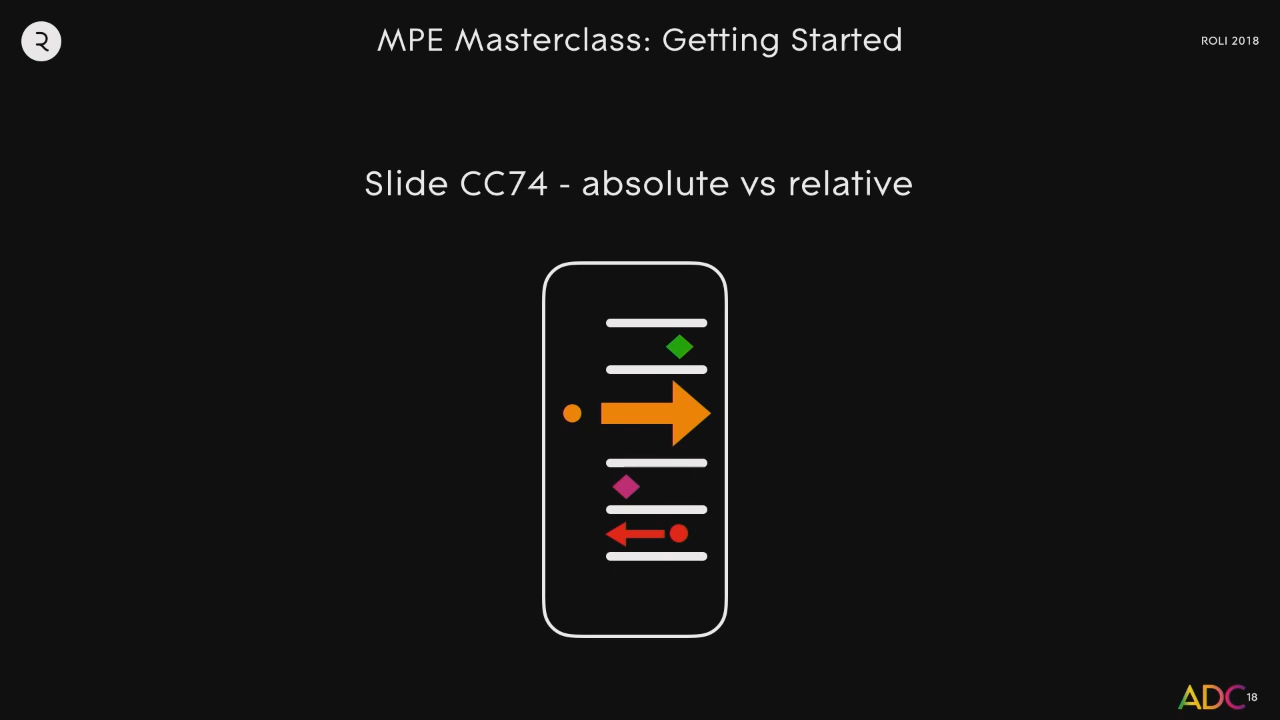 R
MPE Masterclass: Getting Started
ROLI 2018
Slide CC74 - absolute vs relative
ADC18